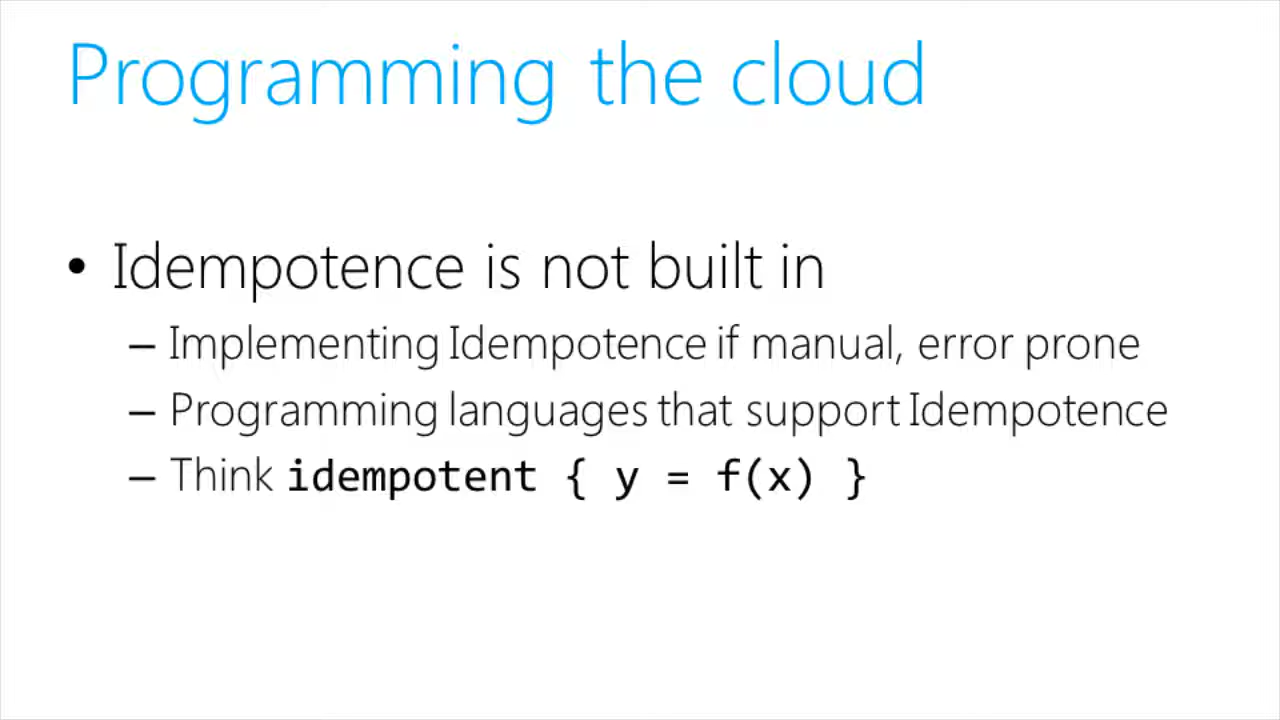 Programming the cloud
• Idempotence is not built in
– Implementing Idempotence if manual, error prone
– Programming languages that support Idempotence
– Think idempotent { y = f(x) }